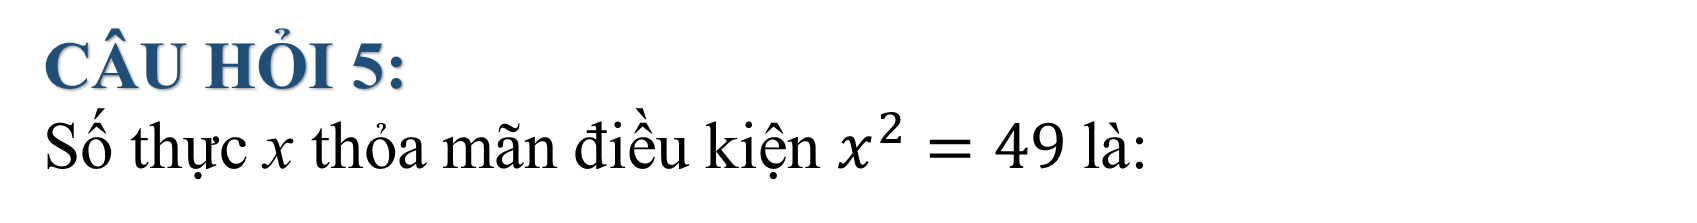 CÂU HỎI 5:
Số thực x thỏa mãn điều kiện x² = 49 là: